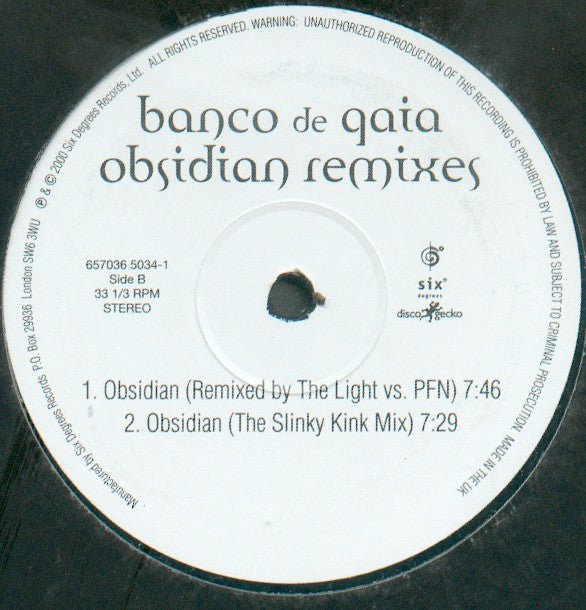 banco de gaia
obsidian remixes
657036 5034-1
Side B
33 1/3 RPM
STEREO
six
degrees
disco gecko
1. Obsidian (Remixed by The Light vs. PFN) 7:46
2. Obsidian (The Slinky Kink Mix) 7:29
Manufactured by Six Degrees Records P.O. Box 29936 London SW6 3WU ℗ & © 2000 Six Degrees Records, Ltd. ALL RIGHTS RESERVED. WARNING: UNAUTHORIZED REPRODUCTION OF THIS RECORDING IS PROHIBITED BY LAW AND SUBJECT TO CRIMINAL PROSECUTION. MADE IN THE UK